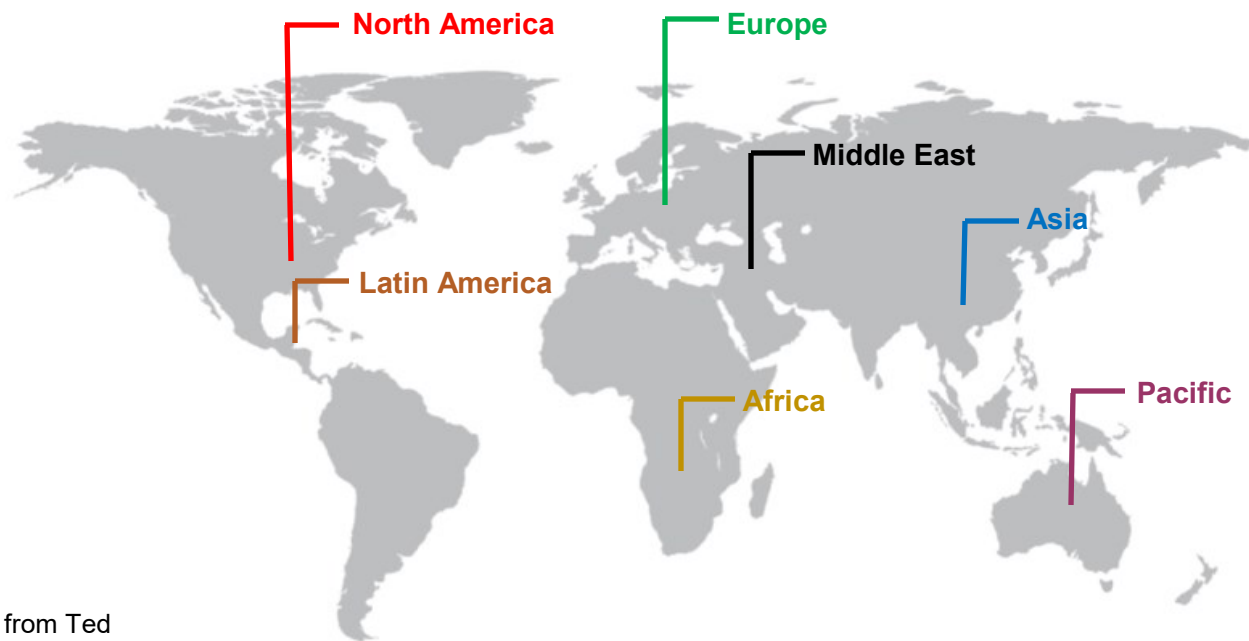 North America
Europe
Middle East
Asia
Latin America
Africa
Pacific
from Ted